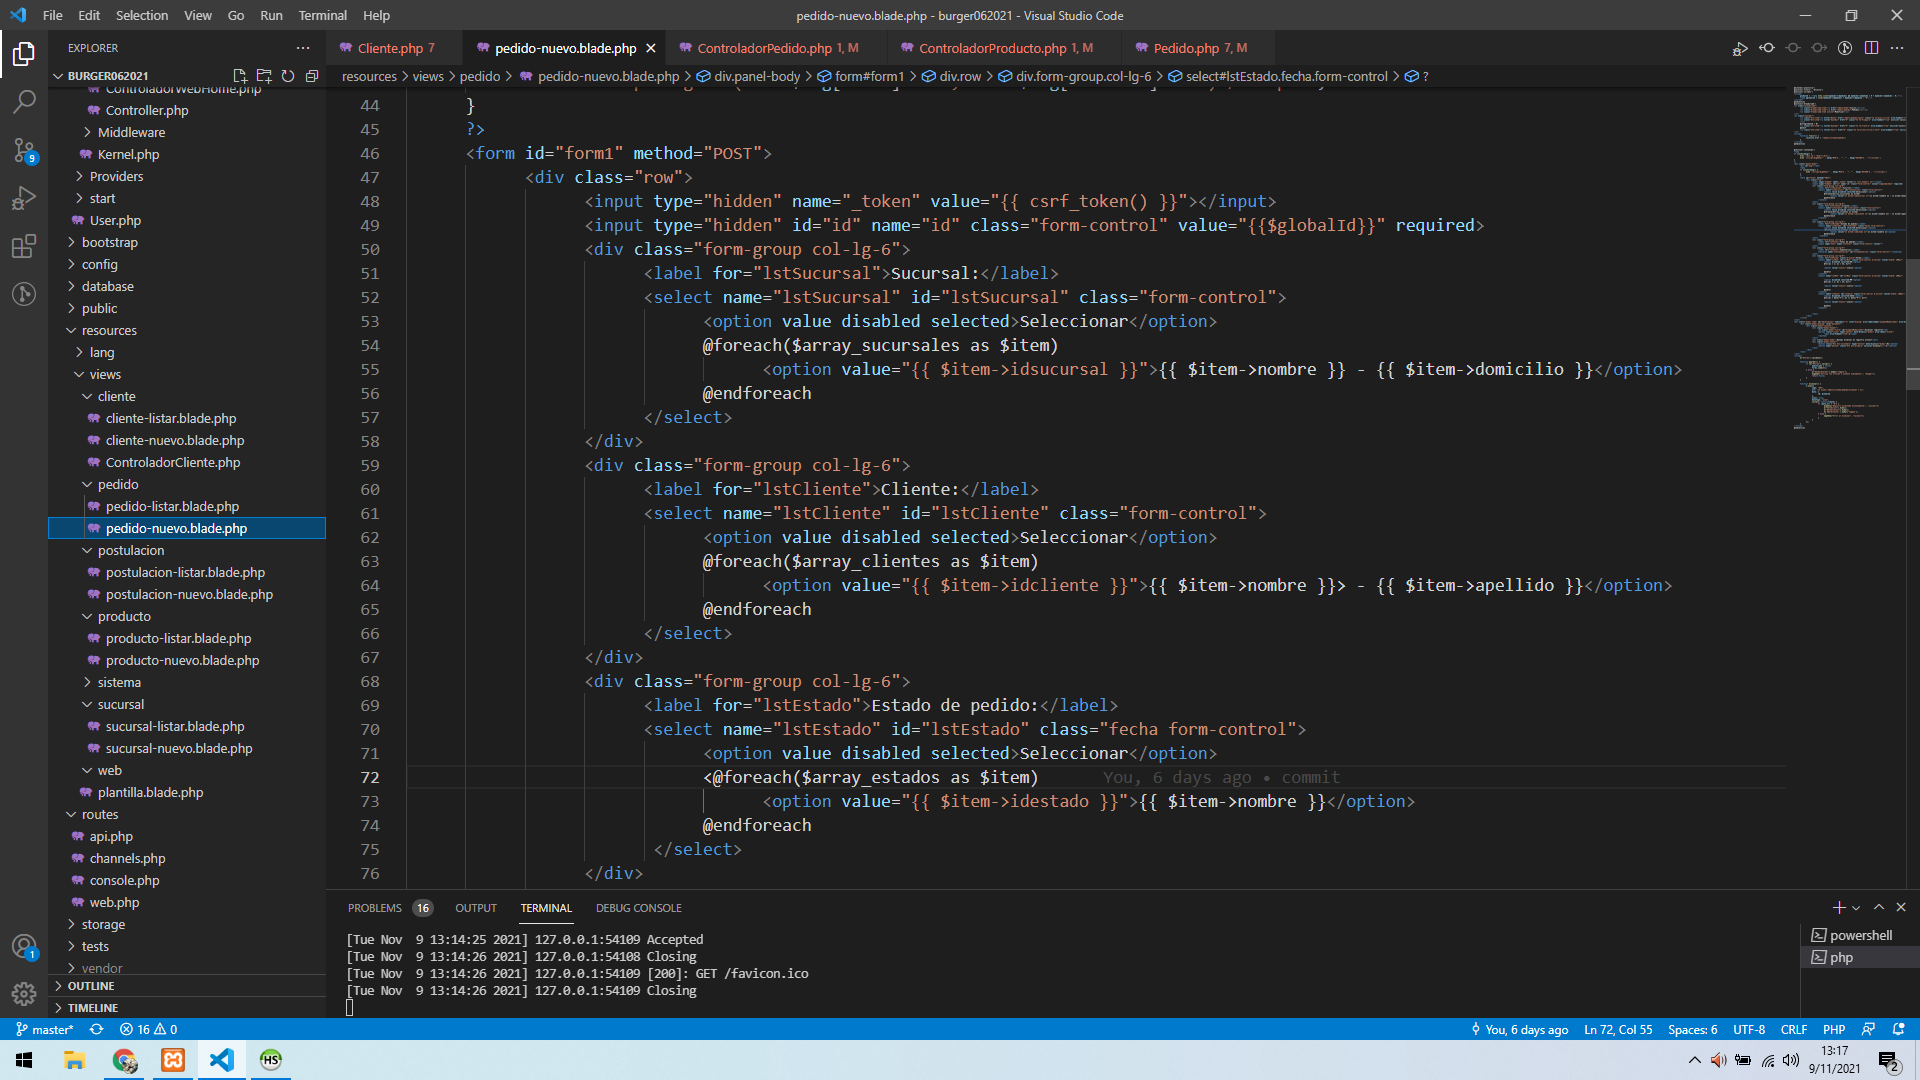 File Edit Selection View Go Run Terminal Help
pedido-nuevo.blade.php - burger062021 - Visual Studio Code
EXPLORER
BURGER062021
ControladorWebHome.php
Controller.php
Middleware
Kernel.php
Providers
start
User.php
bootstrap
config
database
public
resources
lang
views
cliente
cliente-listar.blade.php
cliente-nuevo.blade.php
ControladorCliente.php
pedido
pedido-listar.blade.php
pedido-nuevo.blade.php
postulacion
postulacion-listar.blade.php
postulacion-nuevo.blade.php
producto
producto-listar.blade.php
producto-nuevo.blade.php
sistema
sucursal
sucursal-listar.blade.php
sucursal-nuevo.blade.php
web
plantilla.blade.php
routes
api.php
channels.php
console.php
web.php
storage
tests
vendor
OUTLINE
TIMELINE
9
1
Cliente.php 7
pedido-nuevo.blade.php
ControladorPedido.php 1, M
ControladorProducto.php 1, M
Pedido.php 7, M
resources > views > pedido > pedido-nuevo.blade.php > div.panel-body > form#form1 > div.row > div.form-group.col-lg-6 > select#lstEstado.fecha.form-control > ?
44 }
45 ?>
46 <form id="form1" method="POST">
47 <div class="row">
48 <input type="hidden" name="_token" value="{{ csrf_token() }}"></input>
49 <input type="hidden" id="id" name="id" class="form-control" value="{{$globalId}}" required>
50 <div class="form-group col-lg-6">
51 <label for="lstSucursal">Sucursal:</label>
52 <select name="lstSucursal" id="lstSucursal" class="form-control">
53 <option value disabled selected>Seleccionar</option>
54 @foreach($array_sucursales as $item)
55 <option value="{{ $item->idsucursal }}">{{ $item->nombre }} - {{ $item->domicilio }}</option>
56 @endforeach
57 </select>
58 </div>
59 <div class="form-group col-lg-6">
60 <label for="lstCliente">Cliente:</label>
61 <select name="lstCliente" id="lstCliente" class="form-control">
62 <option value disabled selected>Seleccionar</option>
63 @foreach($array_clientes as $item)
64 <option value="{{ $item->idcliente }}">{{ $item->nombre }}> - {{ $item->apellido }}</option>
65 @endforeach
66 </select>
67 </div>
68 <div class="form-group col-lg-6">
69 <label for="lstEstado">Estado de pedido:</label>
70 <select name="lstEstado" id="lstEstado" class="fecha form-control">
71 <option value disabled selected>Seleccionar</option>
72 <@foreach($array_estados as $item) You, 6 days ago • commit
73 <option value="{{ $item->idestado }}">{{ $item->nombre }}</option>
74 @endforeach
75 </select>
76 </div>
PROBLEMS 16 OUTPUT TERMINAL DEBUG CONSOLE
[Tue Nov  9 13:14:25 2021] 127.0.0.1:54109 Accepted
[Tue Nov  9 13:14:26 2021] 127.0.0.1:54108 Closing
[Tue Nov  9 13:14:26 2021] 127.0.0.1:54109 [200]: GET /favicon.ico
[Tue Nov  9 13:14:26 2021] 127.0.0.1:54109 Closing
powershell
php
master* 16 0
You, 6 days ago Ln 72, Col 55 Spaces: 6 UTF-8 CRLF PHP
HS
13:17
9/11/2021
2